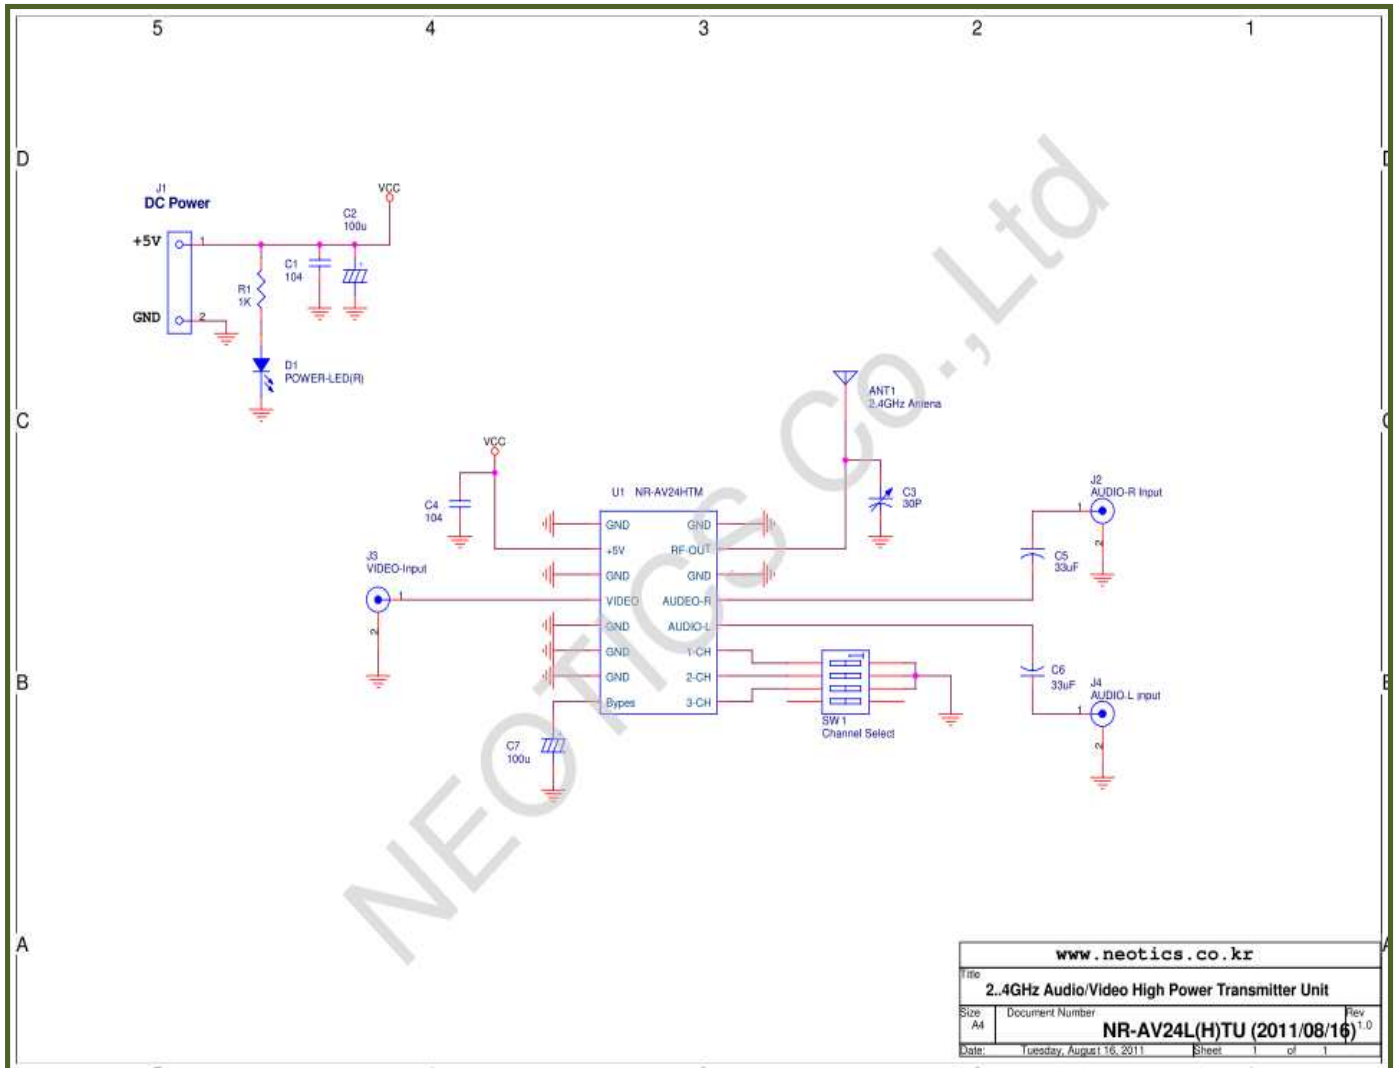 5 4 3 2 1
D
J1
DC Power
VCC
C2
100u
+5V
1
C1
104
R1
1K
GND
2
D1
POWER-LED(R)
C
C
ANT1
2.4GHz Antena
VCC
U1 NR-AV24HTM
C4
104
C3
30P
J2
AUDIO-R Input
1
2
GND GND
+5V RF-OUT
GND GND
VIDEO AUDEO-R
GND AUDIO-L
GND 1-CH
GND 2-CH
Bypes 3-CH
J3
VIDEO-Input
1
2
C5
33uF
C6
33uF
B
J4
AUDIO-L Input
1
2
SW1
Channel Select
C7
100u
NEOTICS Co.,Ltd
A
A
www.neotics.co.kr
Title
2..4GHz Audio/Video High Power Transmitter Unit
Size
A4
Document Number
NR-AV24L(H)TU (2011/08/16)
Rev
1.0
Date: Tuesday, August 16, 2011 Sheet 1 of 1